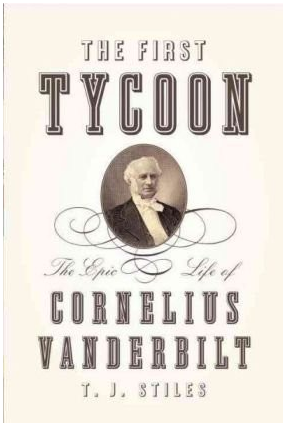 THE FIRST
TYCOON
The Epic Life of
CORNELIUS
VANDERBILT
T. J. STILES